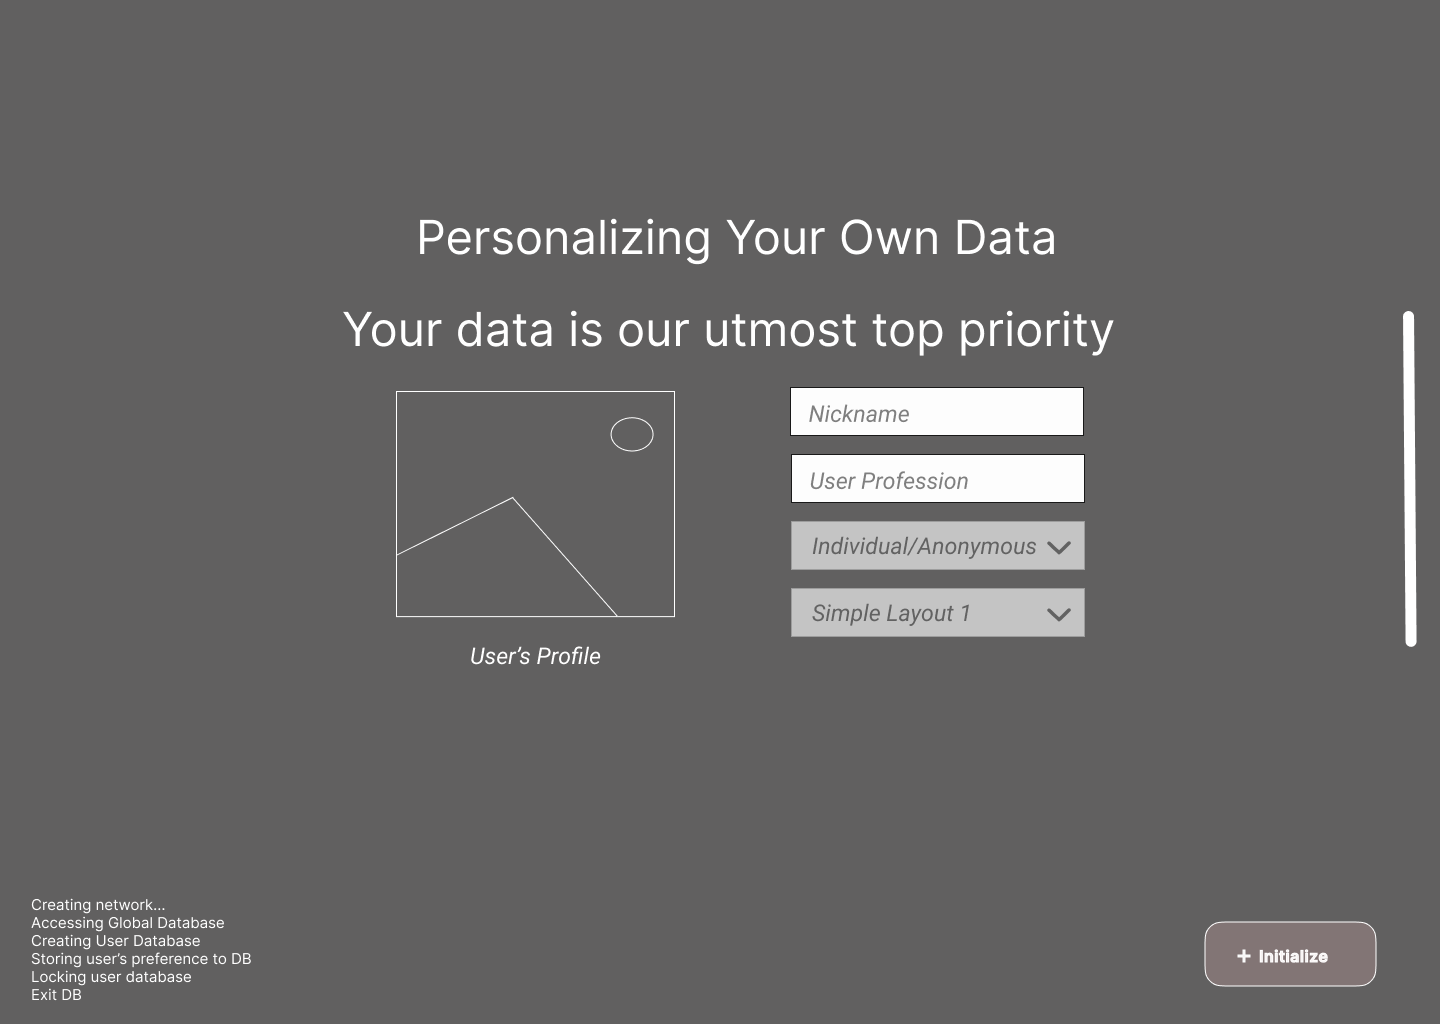 Personalizing Your Own Data
Your data is our utmost top priority
Nickname
User Profession
Individual/Anonymous
Simple Layout 1
User’s Profile
Creating network...
Accessing Global Database
Creating User Database
Storing user’s preference to DB
Locking user database
Exit DB
+ Initialize